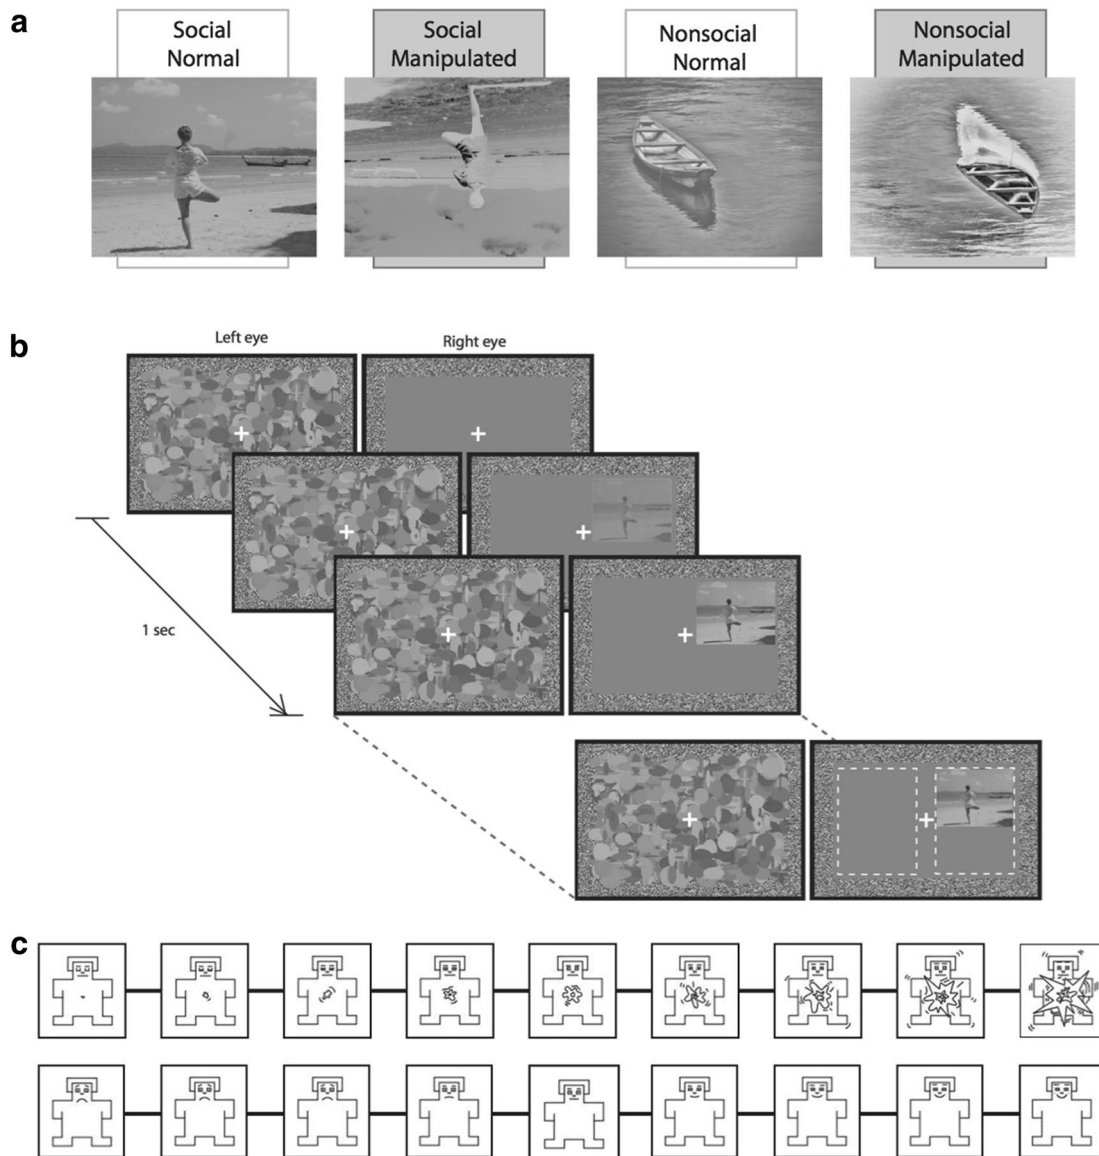 a
Social
Normal
Social
Manipulated
Nonsocial
Normal
Nonsocial
Manipulated
b
Left eye
Right eye
1 sec
c